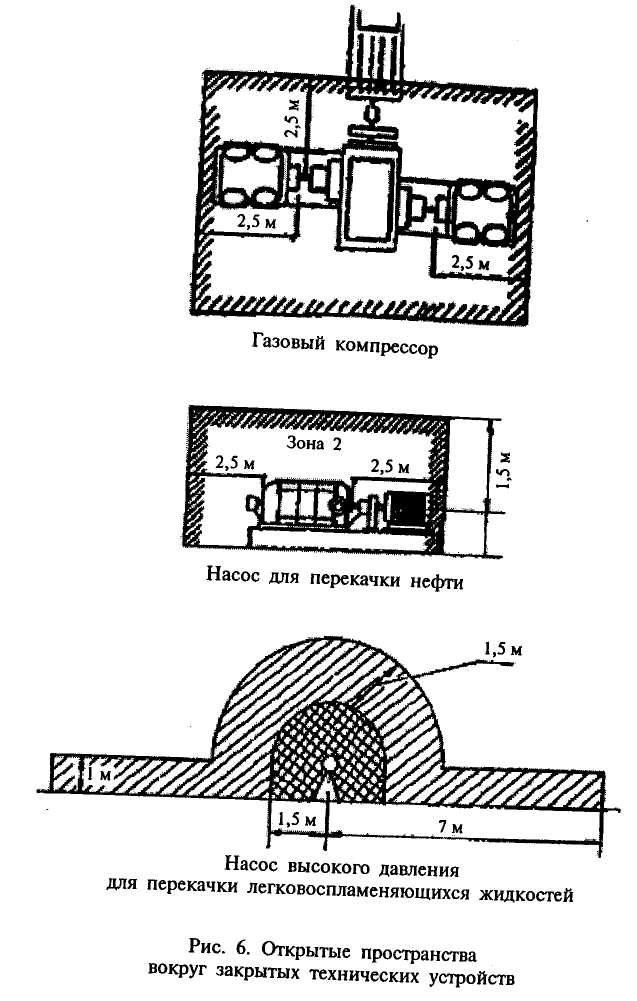 2,5 м
2,5 м
2,5 м
Газовый компрессор
Зона 2
2,5 м
2,5 м
1,5 м
Насос для перекачки нефти
1,5 м
1 м
1,5 м
7 м
Насос высокого давления
для перекачки легковоспламеняющихся жидкостей
Рис. 6. Открытые пространства
вокруг закрытых технических устройств